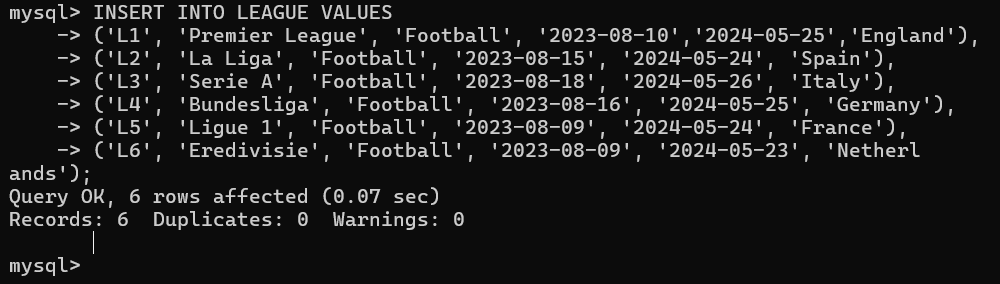 mysql> INSERT INTO LEAGUE VALUES
    -> ('L1', 'Premier League', 'Football', '2023-08-10','2024-05-25','England'),
    -> ('L2', 'La Liga', 'Football', '2023-08-15', '2024-05-24', 'Spain'),
    -> ('L3', 'Serie A', 'Football', '2023-08-18', '2024-05-26', 'Italy'),
    -> ('L4', 'Bundesliga', 'Football', '2023-08-16', '2024-05-25', 'Germany'),
    -> ('L5', 'Ligue 1', 'Football', '2023-08-09', '2024-05-24', 'France'),
    -> ('L6', 'Eredivisie', 'Football', '2023-08-09', '2024-05-23', 'Netherl
ands');
Query OK, 6 rows affected (0.07 sec)
Records: 6  Duplicates: 0  Warnings: 0
mysql>